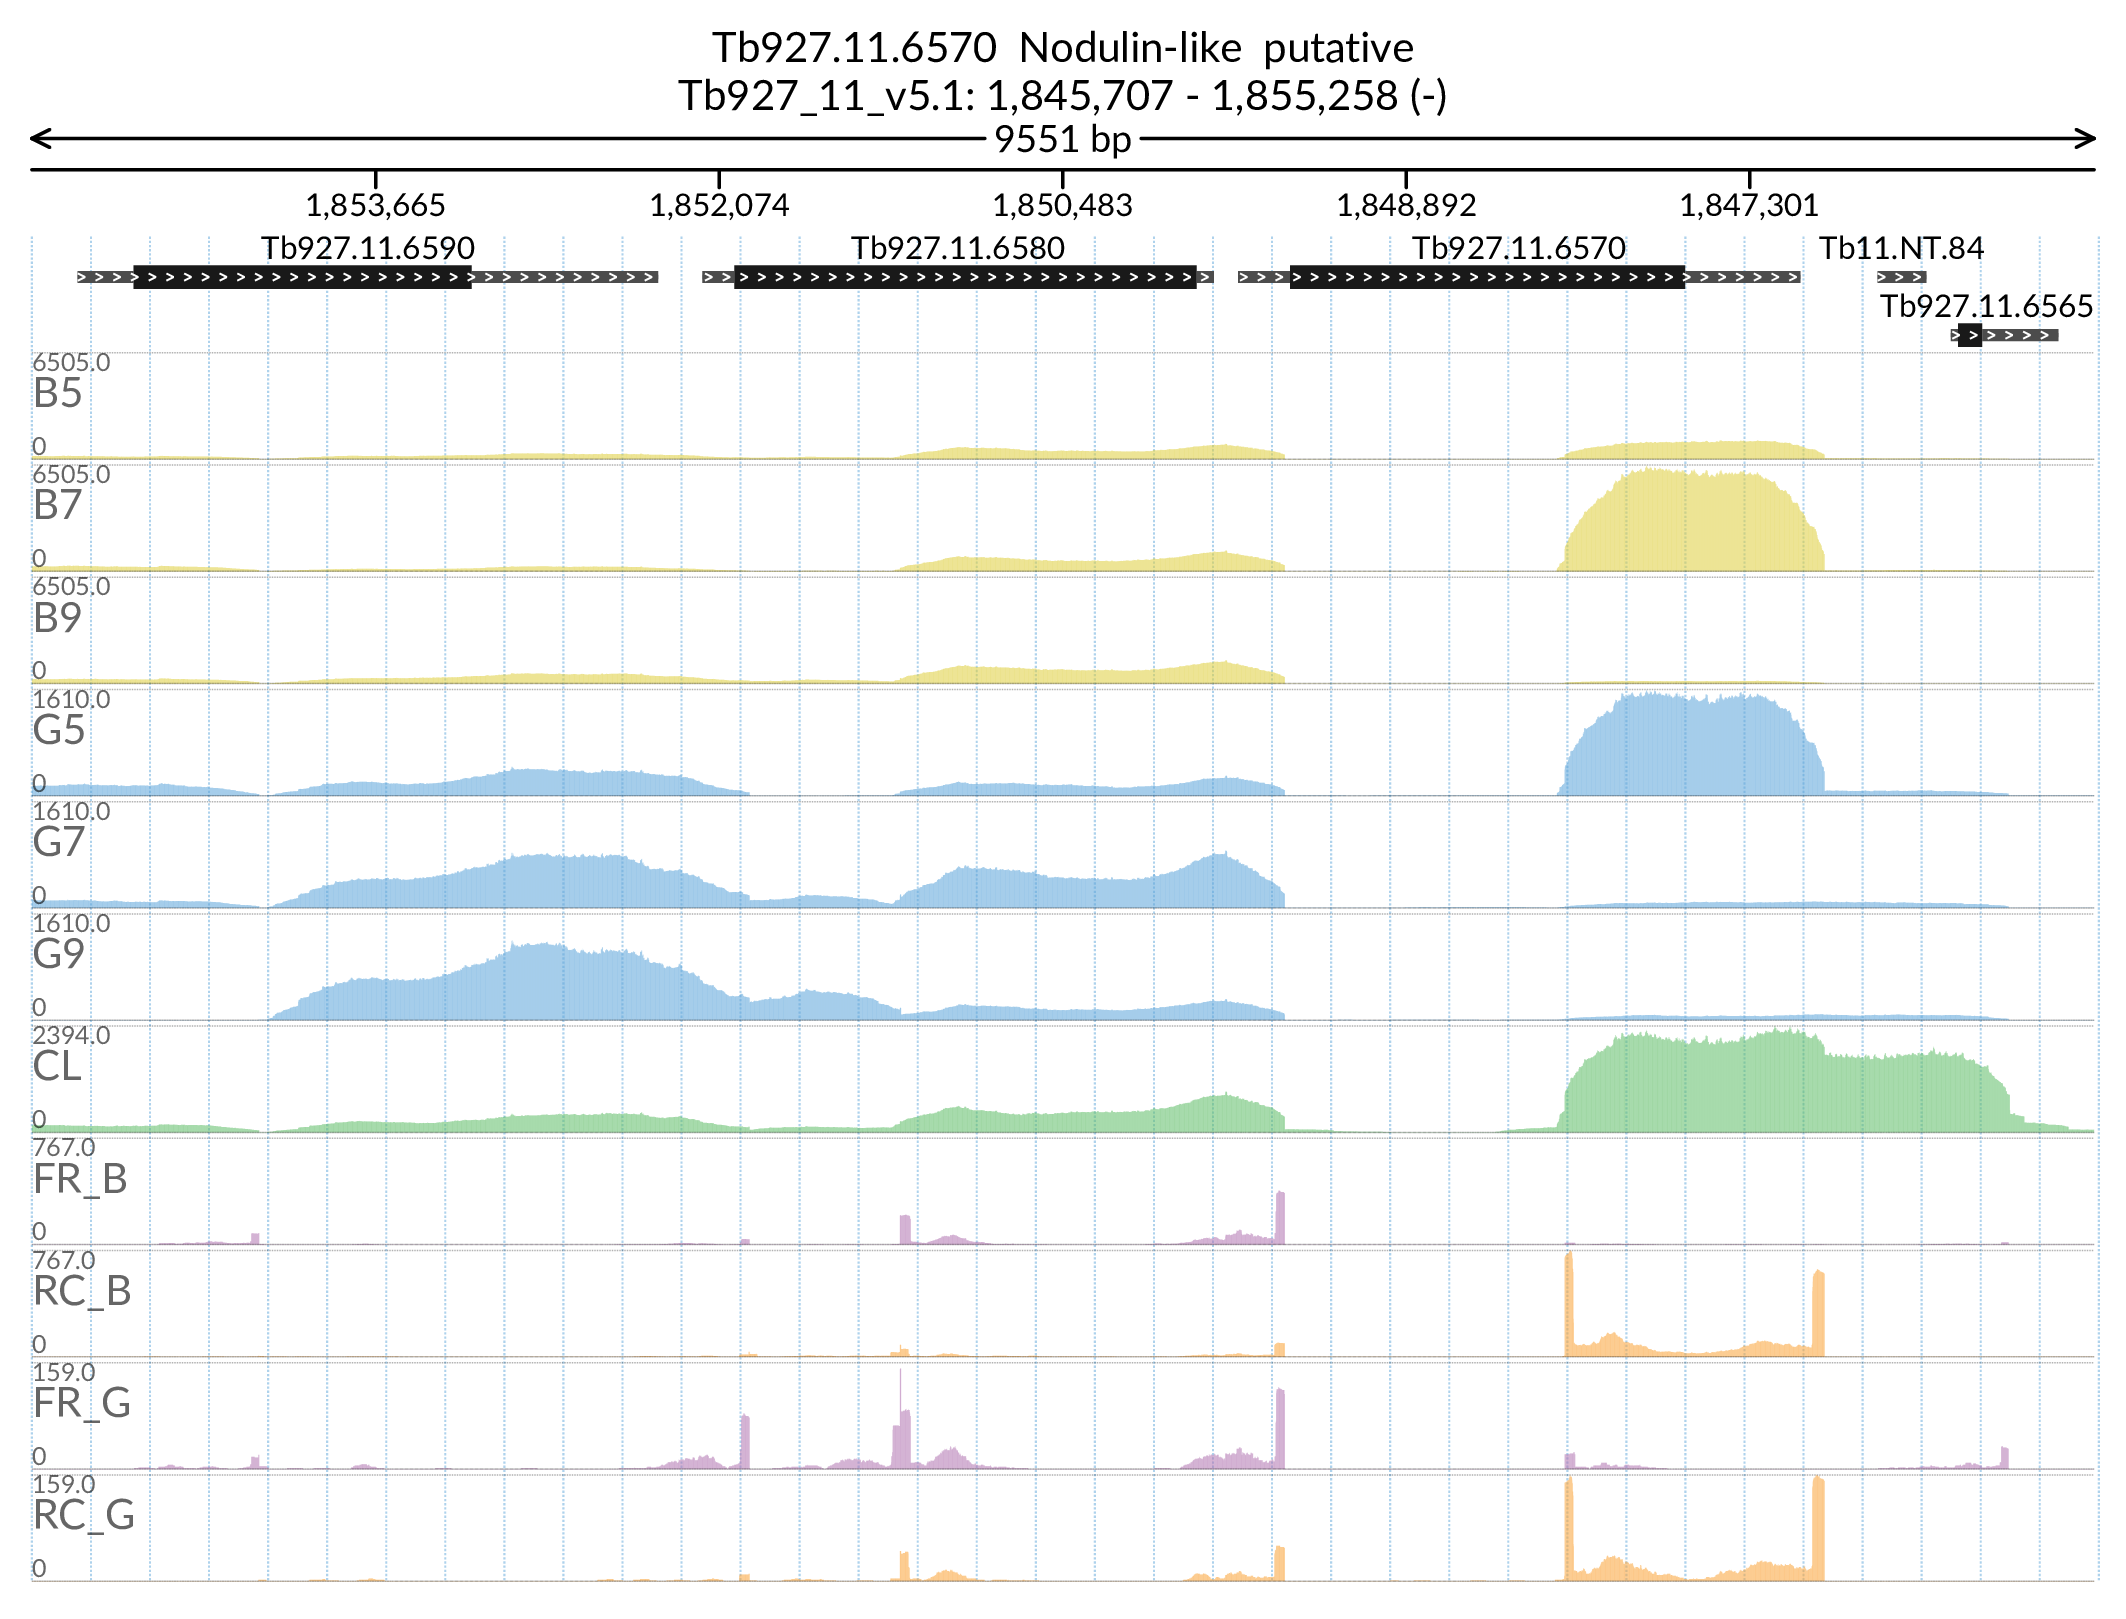 Tb927.11.6570 Nodulin-like putative
Tb927_11_v5.1: 1,845,707 - 1,855,258 (-)
9551 bp
1,853,665 1,852,074 1,850,483 1,848,892 1,847,301
Tb927.11.6590 Tb927.11.6580 Tb927.11.6570 Tb11.NT.84
Tb927.11.6565
6505.0
B5
0
6505.0
B7
0
6505.0
B9
0
1610.0
G5
0
1610.0
G7
0
1610.0
G9
0
2394.0
CL
0
767.0
FR_B
0
767.0
RC_B
0
159.0
FR_G
0
159.0
RC_G
0